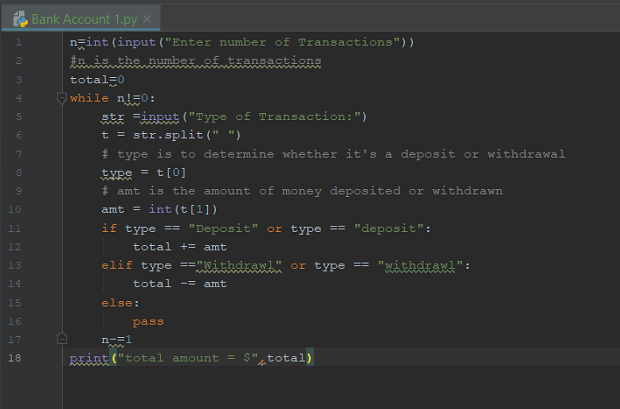 Bank Account 1.py ×
1 n=int(input("Enter number of Transactions"))
2 #n is the number of transactions
3 total=0
4 while n!=0:
5     str =input("Type of Transaction:")
6     t = str.split(" ")
7     # type is to determine whether it's a deposit or withdrawal
8     type = t[0]
9     # amt is the amount of money deposited or withdrawn
10     amt = int(t[1])
11     if type == "Deposit" or type == "deposit":
12         total += amt
13     elif type =="Withdrawl" or type == "withdrawl":
14         total -= amt
15     else:
16         pass
17     n-=1
18 print("total amount = $",total)